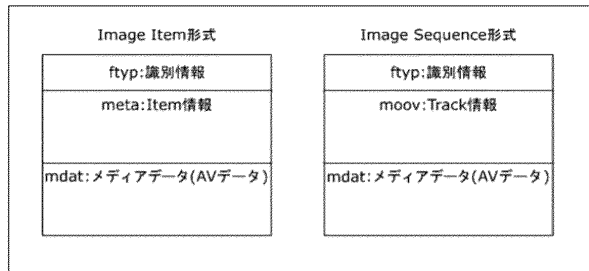 Image Item形式
ftyp:識別情報
meta:Item情報
mdat:メディアデータ(AVデータ)
Image Sequence形式
ftyp:識別情報
moov:Track情報
mdat:メディアデータ(AVデータ)